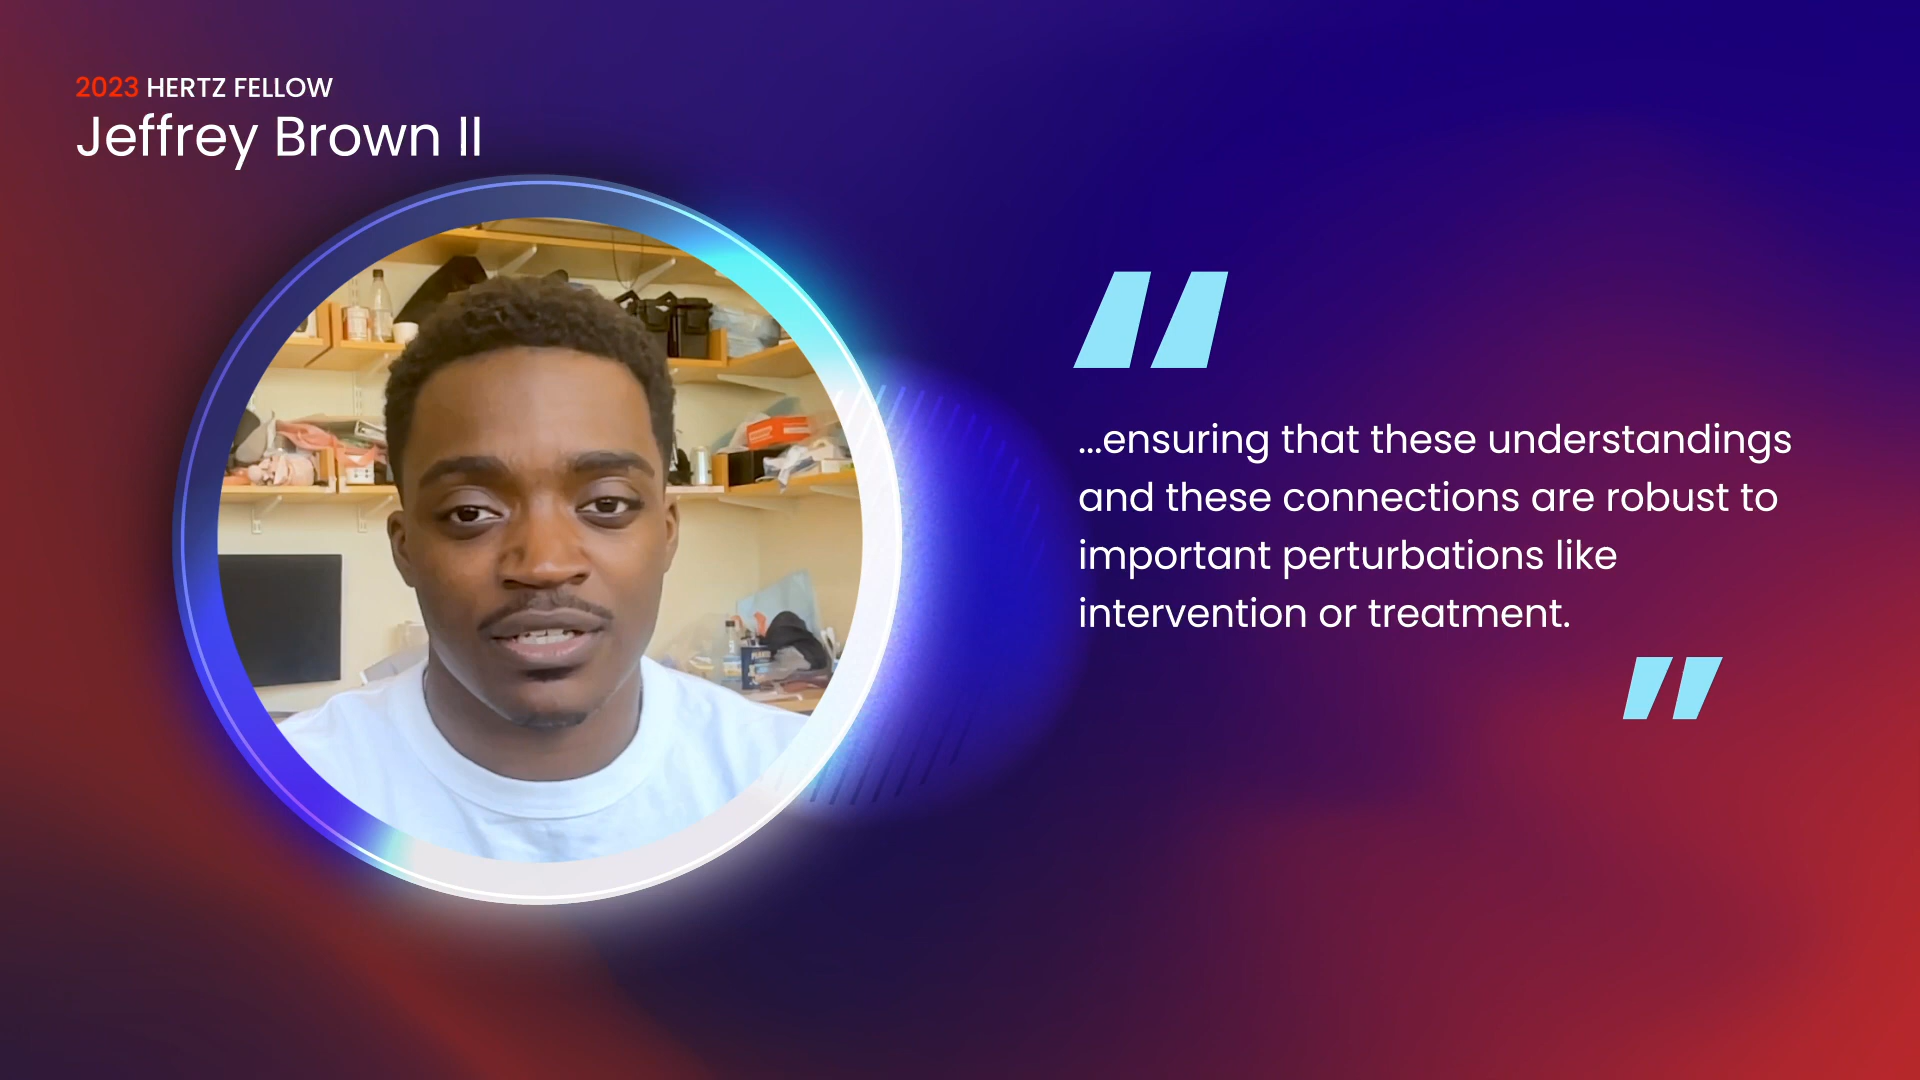 2023 HERTZ FELLOW
Jeffrey Brown II
“
...ensuring that these understandings
and these connections are robust to
important perturbations like
intervention or treatment.
”